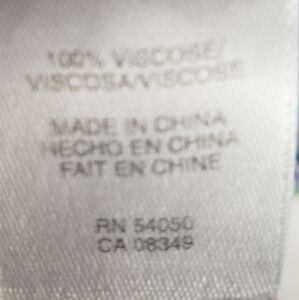 100% VISCOSE/
VISCOSA/VISCOSE
MADE IN CHINA
HECHO EN CHINA
FAIT EN CHINE
RN 54050
CA 08349